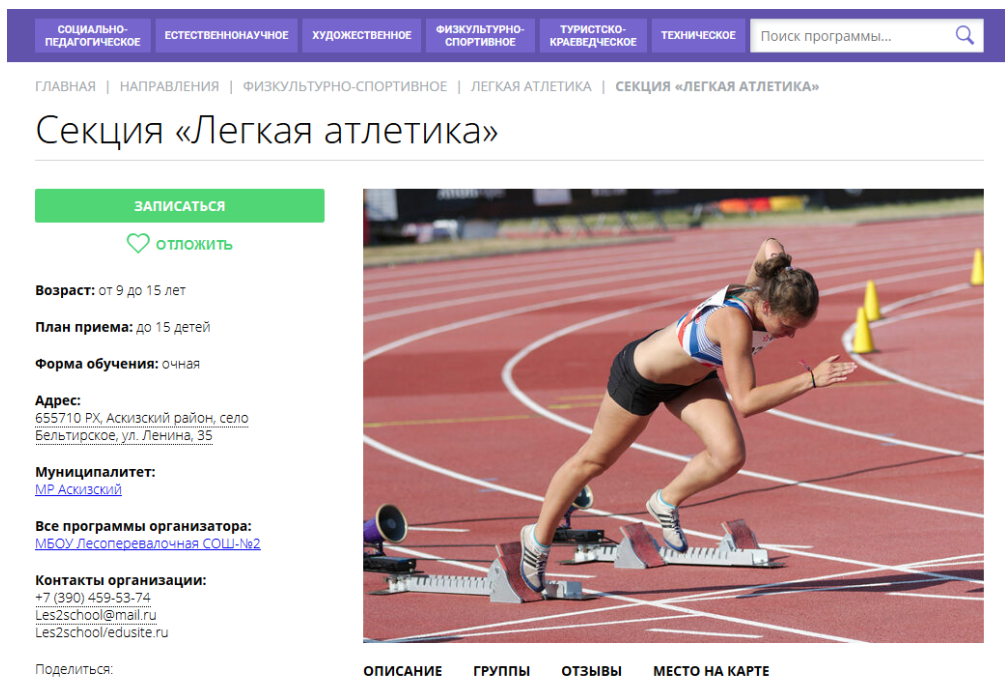 СОЦИАЛЬНО-
ПЕДАГОГИЧЕСКОЕ
ЕСТЕСТВЕННОНАУЧНОЕ
ХУДОЖЕСТВЕННОЕ
ФИЗКУЛЬТУРНО-
СПОРТИВНОЕ
ТУРИСТСКО-
КРАЕВЕДЧЕСКОЕ
ТЕХНИЧЕСКОЕ
Поиск программы...
ГЛАВНАЯ | НАПРАВЛЕНИЯ | ФИЗКУЛЬТУРНО-СПОРТИВНОЕ | ЛЕГКАЯ АТЛЕТИКА | СЕКЦИЯ «ЛЕГКАЯ АТЛЕТИКА»
Секция «Легкая атлетика»
ЗАПИСАТЬСЯ
ОТЛОЖИТЬ
Возраст: от 9 до 15 лет
План приема: до 15 детей
Форма обучения: очная
Адрес:
655710 РХ, Аскизский район, село
Бельтирское, ул. Ленина, 35
Муниципалитет:
МР Аскизский
Все программы организатора:
МБОУ Лесоперевалочная СОШ-№2
Контакты организации:
+7 (390) 459-53-74
Les2school@mail.ru
Les2school/edusite.ru
Поделиться:
ОПИСАНИЕ ГРУППЫ ОТЗЫВЫ МЕСТО НА КАРТЕ